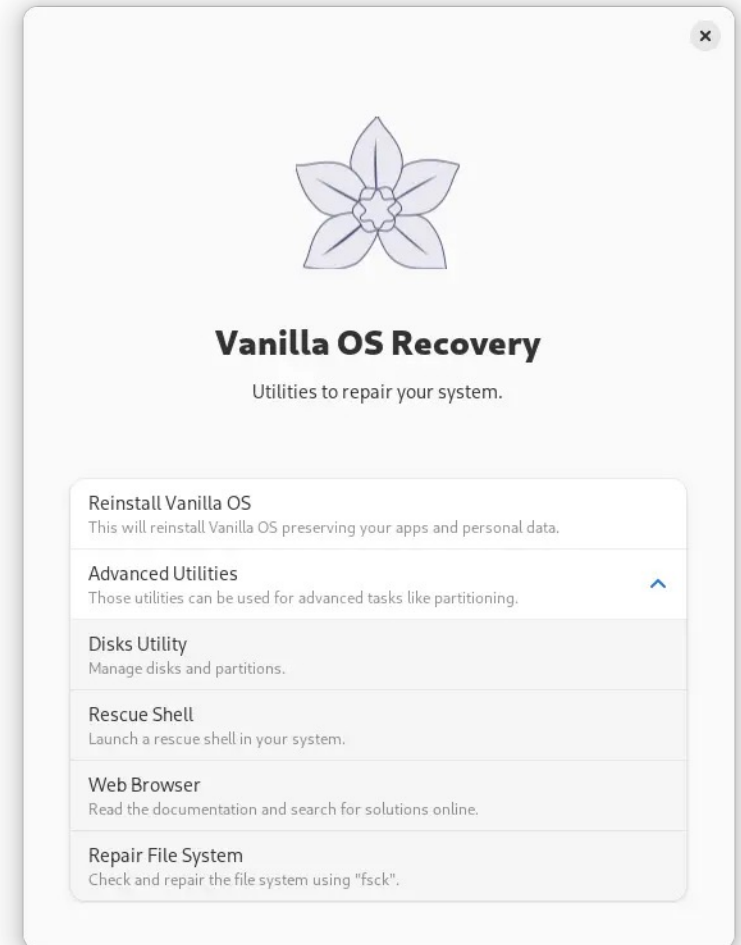 Vanilla OS Recovery
Utilities to repair your system.
Reinstall Vanilla OS
This will reinstall Vanilla OS preserving your apps and personal data.
Advanced Utilities
Those utilities can be used for advanced tasks like partitioning.
Disks Utility
Manage disks and partitions.
Rescue Shell
Launch a rescue shell in your system.
Web Browser
Read the documentation and search for solutions online.
Repair File System
Check and repair the file system using "fsck".